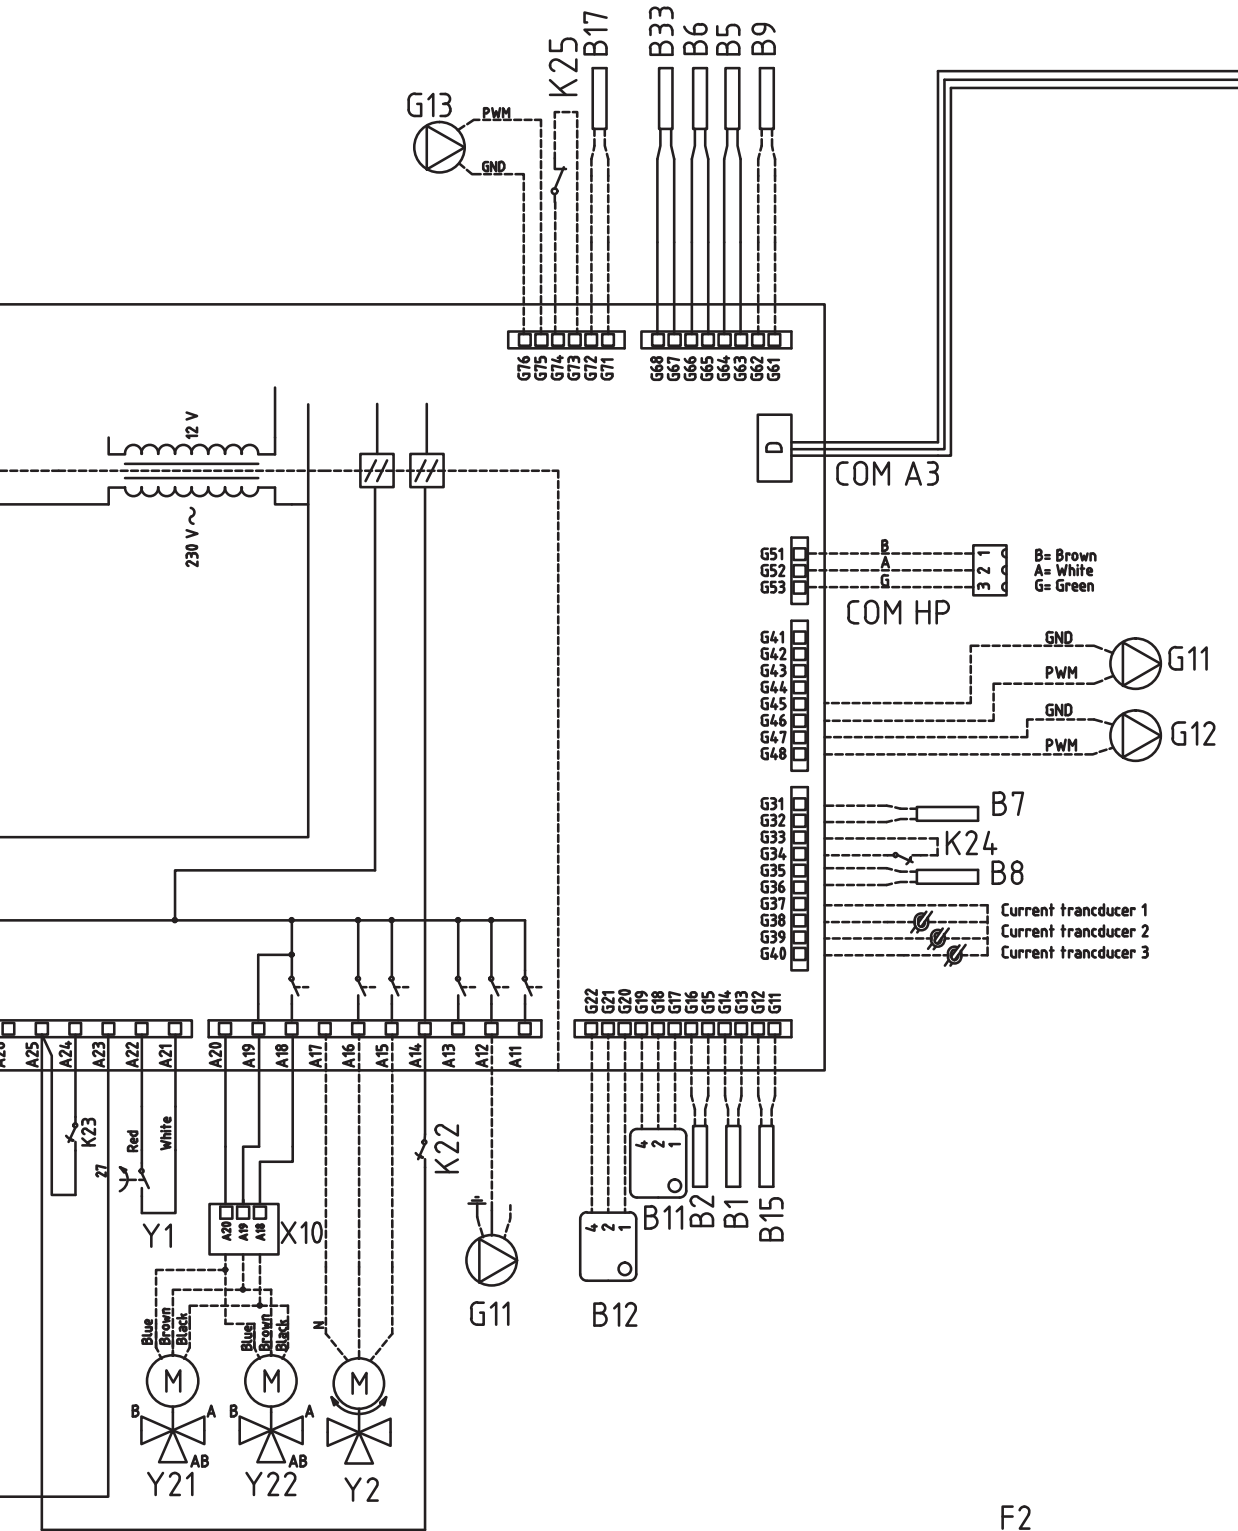 G13
PWM
GND
K25
B17
B33
B6
B5
B9
G76
G75
G74
G73
G72
G71
G68
G67
G66
G65
G64
G63
G62
G61
12 V
230 V ~
D
COM A3
G51
G52
G53
B
A
G
1
2
3
B= Brown
A= White
G= Green
COM HP
G41
G42
G43
G44
G45
G46
G47
G48
GND
PWM
G11
GND
PWM
G12
G31
G32
G33
G34
G35
G36
G37
G38
G39
G40
B7
K24
B8
Current trancducer 1
Current trancducer 2
Current trancducer 3
G22
G21
G20
G19
G18
G17
G16
G15
G14
G13
G12
G11
A26
A25
A24
A23
A22
A21
A20
A19
A18
A17
A16
A15
A14
A13
A12
A11
K23
27
Red
White
Y1
A20
A19
A18
X10
K22
4
2
1
4
2
1
B12
B11
B2
B1
B15
G11
Blue
Brown
Black
Blue
Brown
Black
N
M
M
M
B
A
AB
B
A
AB
Y21
Y22
Y2
F2